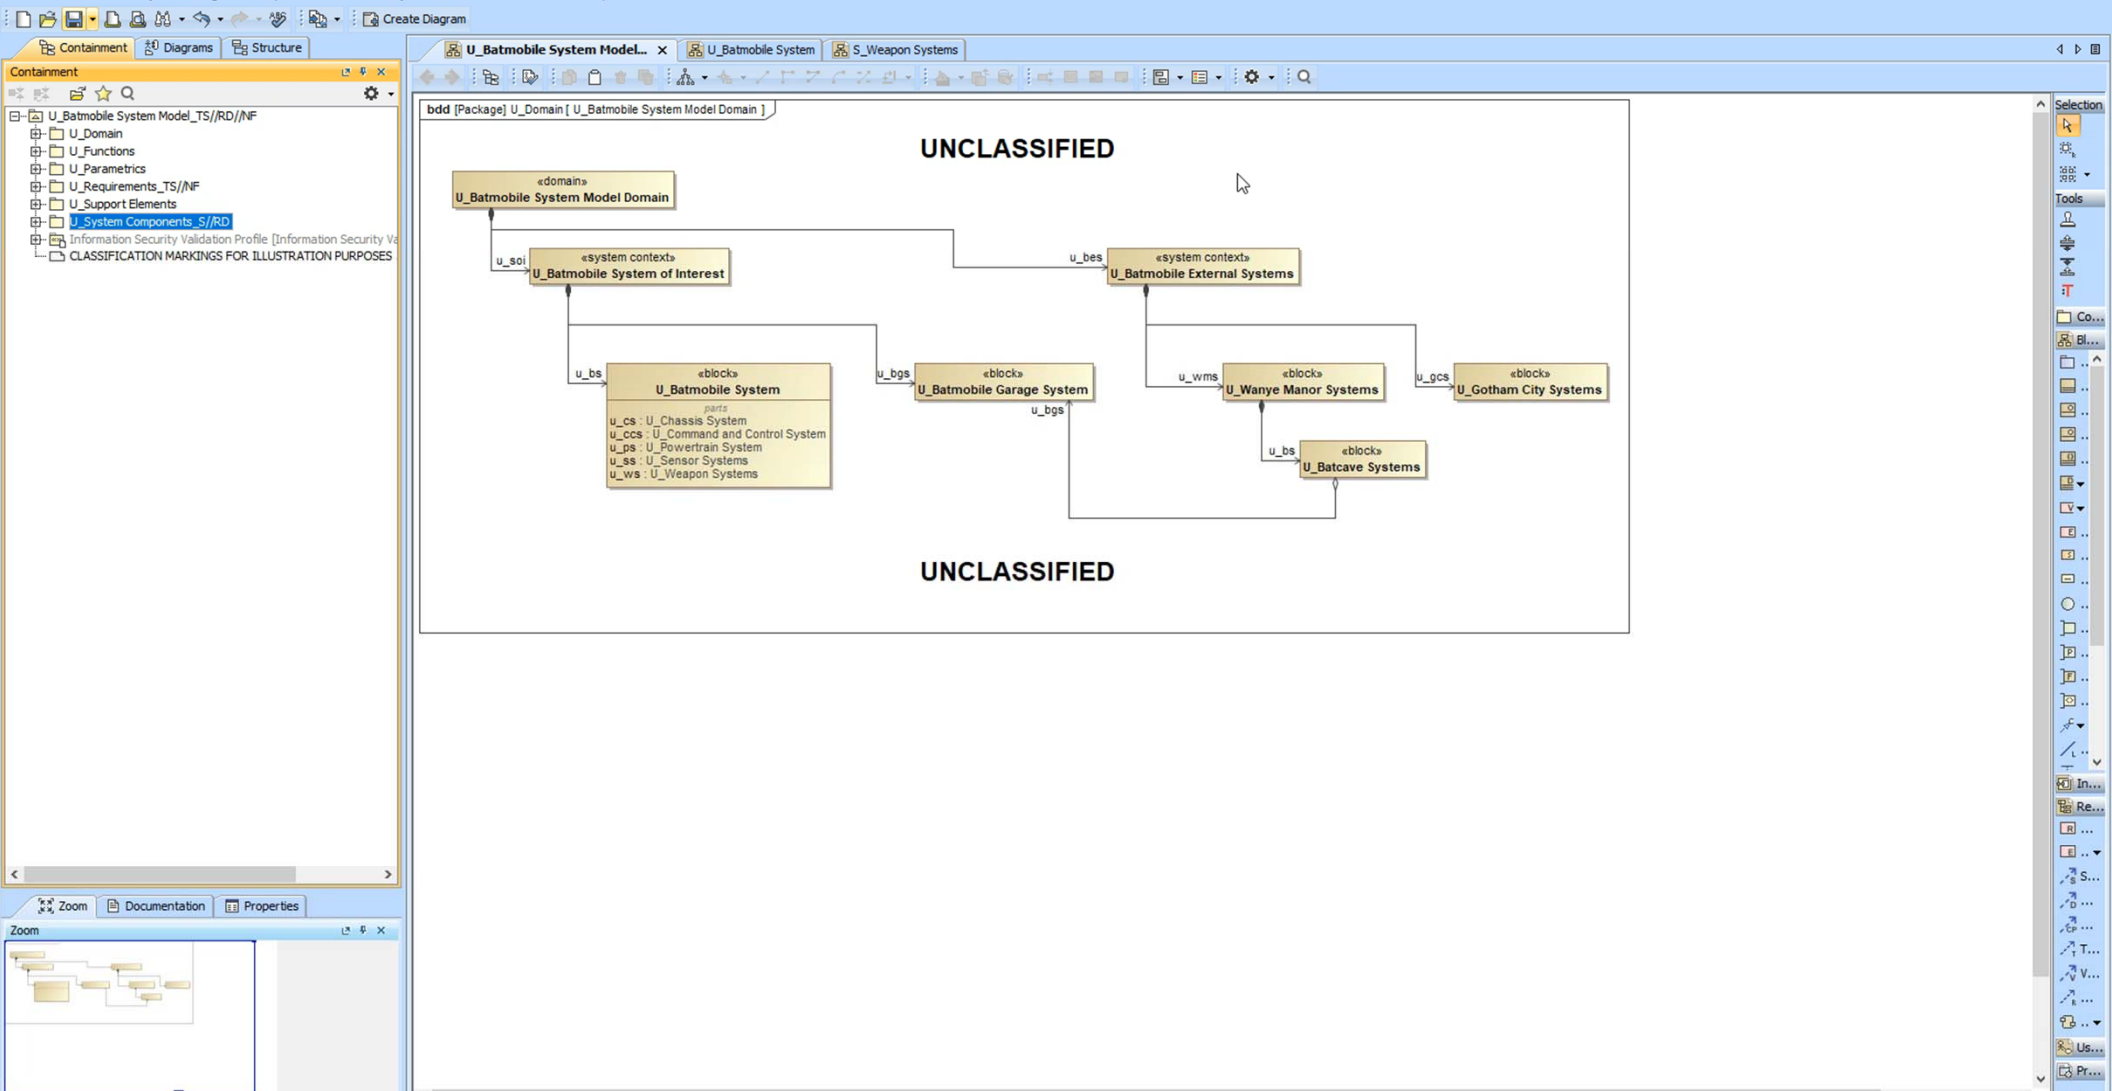 Create Diagram
Containment
Diagrams
Structure
Containment
U_Batmobile System Model_TS//RD//NF
U_Domain
U_Functions
U_Parametrics
U_Requirements_TS//NF
U_Support Elements
U_System Components_S//RD
Information Security Validation Profile [Information Security Va
CLASSIFICATION MARKINGS FOR ILLUSTRATION PURPOSES
Zoom
Documentation
Properties
Zoom
U_Batmobile System Model...
U_Batmobile System
S_Weapon Systems
bdd [Package] U_Domain [ U_Batmobile System Model Domain ]
UNCLASSIFIED
«domain»
U_Batmobile System Model Domain
u_soi
«system context»
U_Batmobile System of Interest
u_bes
«system context»
U_Batmobile External Systems
u_bs
«block»
U_Batmobile System
parts
u_cs : U_Chassis System
u_ccs : U_Command and Control System
u_ps : U_Powertrain System
u_ss : U_Sensor Systems
u_ws : U_Weapon Systems
u_bgs
«block»
U_Batmobile Garage System
u_bgs
u_wms
«block»
U_Wanye Manor Systems
u_gcs
«block»
U_Gotham City Systems
u_bs
«block»
U_Batcave Systems
UNCLASSIFIED
Selection
Tools
Co...
Bl...
In...
Re...
S...
T...
V...
Us...
Pr...